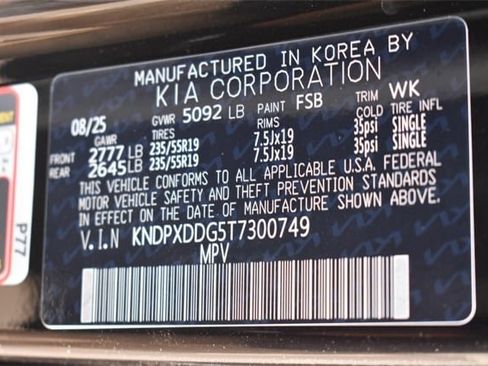 MANUFACTURED IN KOREA BY
KIA CORPORATION
08/25 GVWR 5092 LB PAINT FSB TRIM WK
GAWR TIRES RIMS COLD TIRE INFL
FRONT 2777 LB 235/55R19 7.5Jx19 35psi SINGLE
REAR 2645 LB 235/55R19 7.5Jx19 35psi SINGLE
THIS VEHICLE CONFORMS TO ALL APPLICABLE U.S.A. FEDERAL
MOTOR VEHICLE SAFETY AND THEFT PREVENTION STANDARDS
IN EFFECT ON THE DATE OF MANUFACTURE SHOWN ABOVE.
V.I.N KNDPXDDG5T7300749
MPV
P77